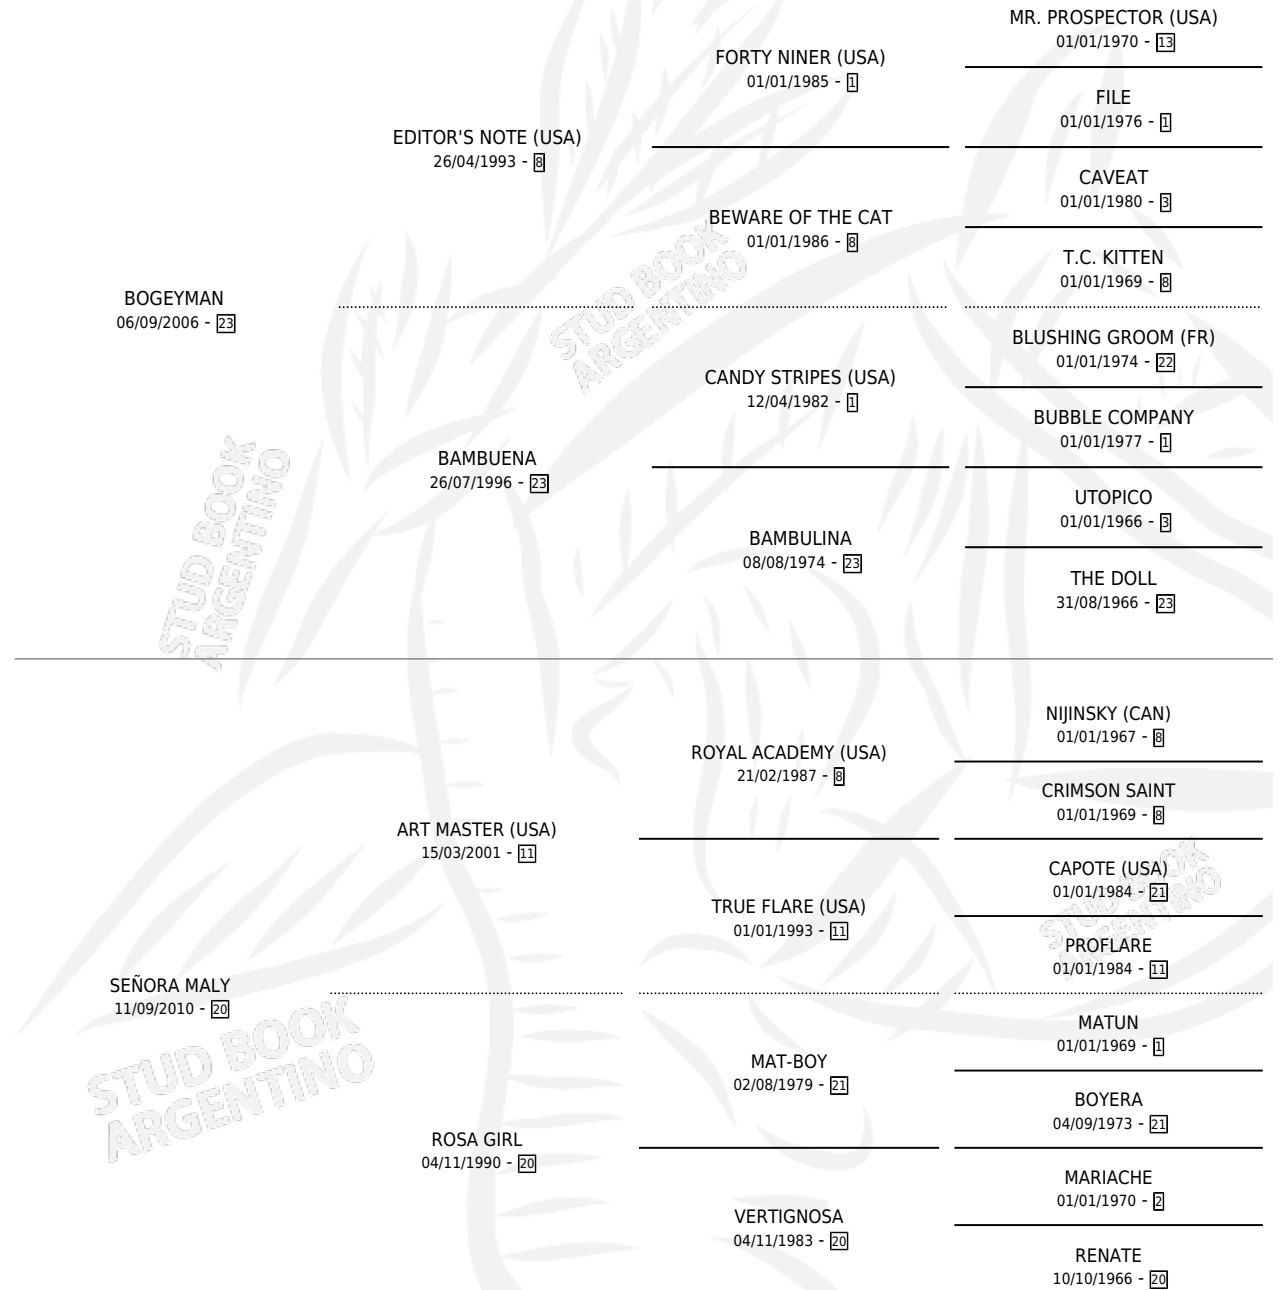 MR. PROSPECTOR (USA)
01/01/1970 - 13
FORTY NINER (USA)
01/01/1985 - 1
FILE
01/01/1976 - 1
EDITOR'S NOTE (USA)
26/04/1993 - 8
CAVEAT
01/01/1980 - 3
BEWARE OF THE CAT
01/01/1986 - 8
T.C. KITTEN
01/01/1969 - 8
BOGEYMAN
06/09/2006 - 23
BLUSHING GROOM (FR)
01/01/1974 - 22
CANDY STRIPES (USA)
12/04/1982 - 1
BUBBLE COMPANY
01/01/1977 - 1
BAMBUENA
26/07/1996 - 23
UTOPICO
01/01/1966 - 3
BAMBULINA
08/08/1974 - 23
THE DOLL
31/08/1966 - 23
NIJINSKY (CAN)
01/01/1967 - 8
ROYAL ACADEMY (USA)
21/02/1987 - 8
CRIMSON SAINT
01/01/1969 - 8
ART MASTER (USA)
15/03/2001 - 11
CAPOTE (USA)
01/01/1984 - 21
TRUE FLARE (USA)
01/01/1993 - 11
PROFLARE
01/01/1984 - 11
SEÑORA MALY
11/09/2010 - 20
MATUN
01/01/1969 - 1
MAT-BOY
02/08/1979 - 21
BOYERA
04/09/1973 - 21
ROSA GIRL
04/11/1990 - 20
MARIACHE
01/01/1970 - 2
VERTIGNOSA
04/11/1983 - 20
RENATE
10/10/1966 - 20
STUD BOOK
ARGENTINO
STUD BOOK
ARGENTINO
STUD BOOK
ARGENTINO
STUD BOOK
ARGENTINO